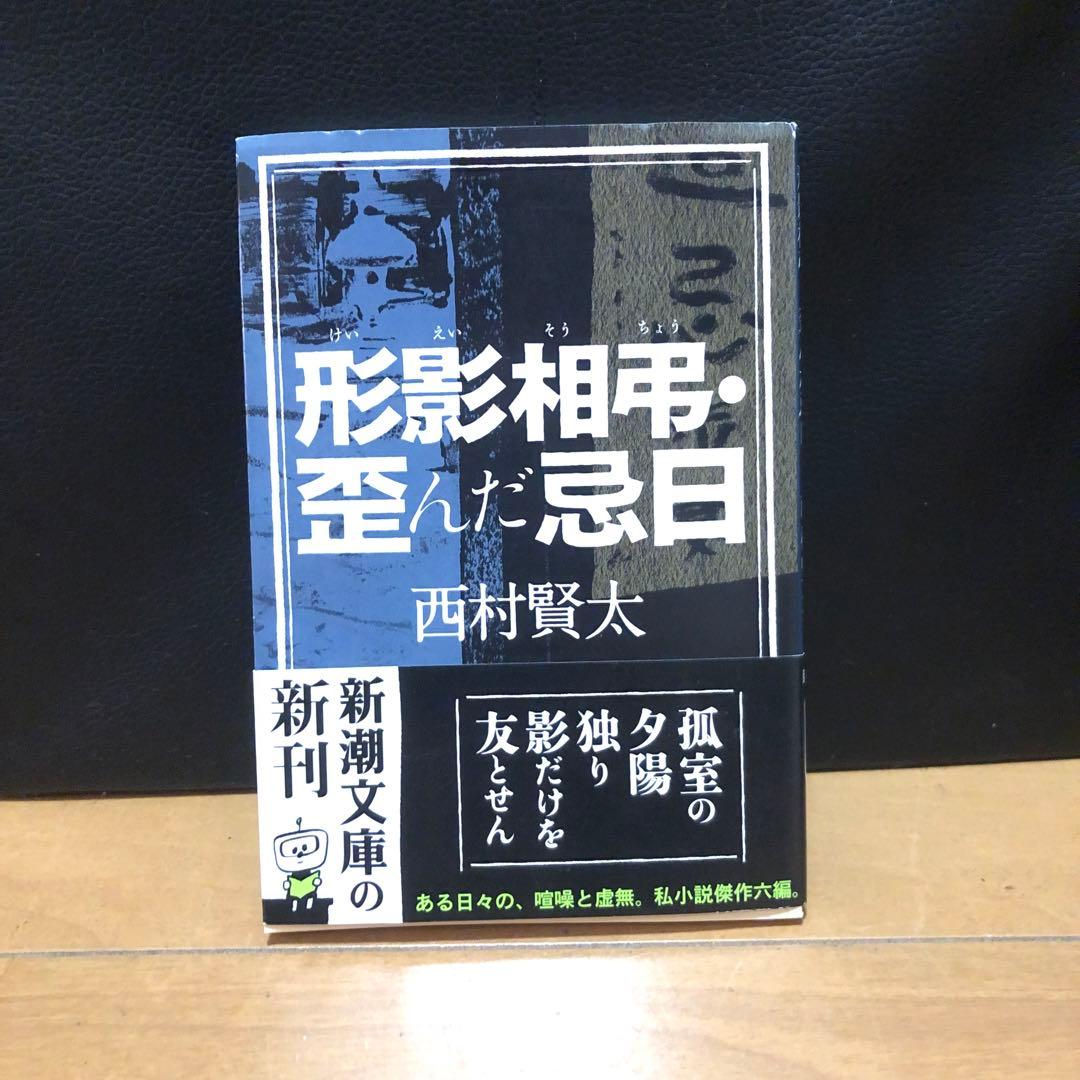 けい えい そう ちょう
形影相弔・
歪んだ忌日
西村賢太
孤室の
夕陽
独り
影だけを
友とせん
新潮文庫の
新刊
ある日々の、喧噪と虚無。私小説傑作六編。